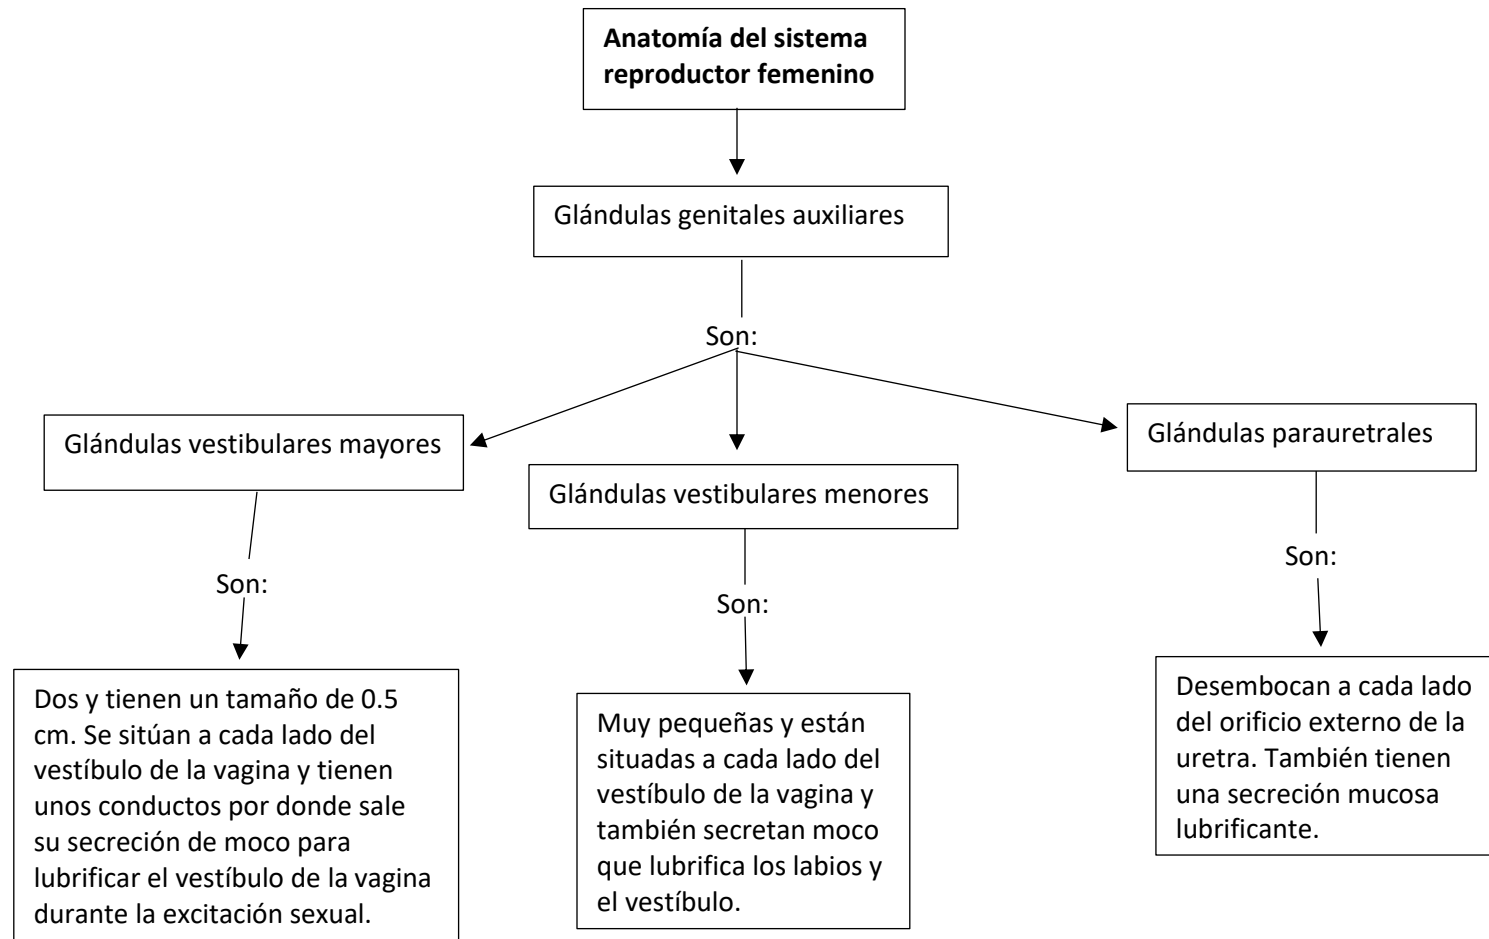 Anatomía del sistema
reproductor femenino
Glándulas genitales auxiliares
Son:
Glándulas vestibulares mayores
Glándulas vestibulares menores
Glándulas parauretrales
Son:
Son:
Son:
Dos y tienen un tamaño de 0.5
cm. Se sitúan a cada lado del
vestíbulo de la vagina y tienen
unos conductos por donde sale
su secreción de moco para
lubrificar el vestíbulo de la vagina
durante la excitación sexual.
Muy pequeñas y están
situadas a cada lado del
vestíbulo de la vagina y
también secretan moco
que lubrifica los labios y
el vestíbulo.
Desembocan a cada lado
del orificio externo de la
uretra. También tienen
una secreción mucosa
lubrificante.